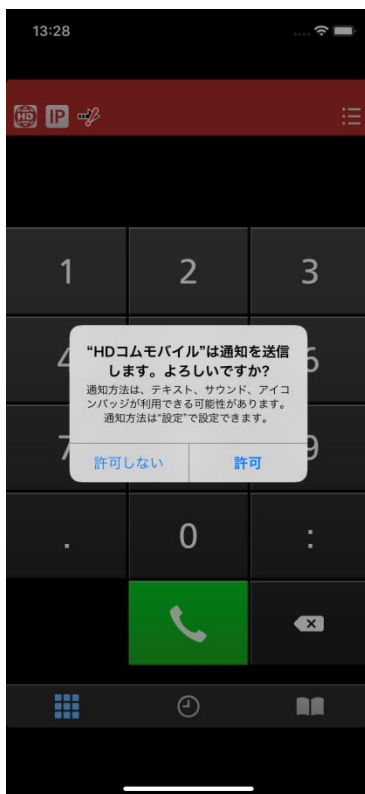 13:28
HD IP
1 2 3
4 6
“HDコムモバイル”は通知を送信
します。よろしいですか?
通知方法は、テキスト、サウンド、アイコ
ンバッジが利用できる可能性があります。
通知方法は“設定”で設定できます。
7 9
許可しない 許可
. 0 :